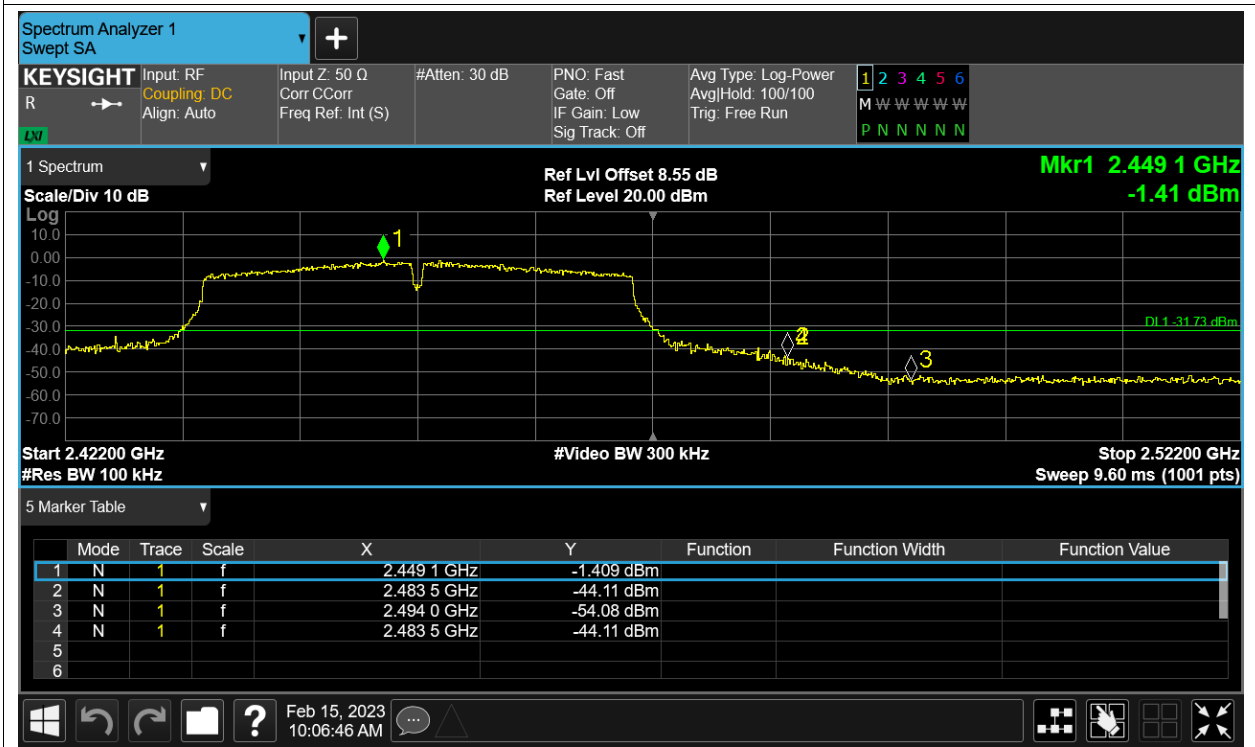 Spectrum Analyzer 1
Swept SA
+
KEYSIGHT
R
LXI
Input: RF
Coupling: DC
Align: Auto
Input Z: 50 Ω
Corr CCorr
Freq Ref: Int (S)
#Atten: 30 dB
PNO: Fast
Gate: Off
IF Gain: Low
Sig Track: Off
Avg Type: Log-Power
Avg|Hold: 100/100
Trig: Free Run
1 2 3 4 5 6
M W W W W W
P N N N N N
1 Spectrum
Scale/Div 10 dB
Ref Lvl Offset 8.55 dB
Ref Level 20.00 dBm
Mkr1 2.449 1 GHz
-1.41 dBm
Log
10.0
0.00
-10.0
-20.0
-30.0
-40.0
-50.0
-60.0
-70.0
1
DL1 -31.73 dBm
2
3
Start 2.42200 GHz
#Video BW 300 kHz
Stop 2.52200 GHz
#Res BW 100 kHz
Sweep 9.60 ms (1001 pts)
5 Marker Table
Mode Trace Scale X Y Function Function Width Function Value
1 N 1 f 2.449 1 GHz -1.409 dBm
2 N 1 f 2.483 5 GHz -44.11 dBm
3 N 1 f 2.494 0 GHz -54.08 dBm
4 N 1 f 2.483 5 GHz -44.11 dBm
5
6
?
Feb 15, 2023
10:06:46 AM